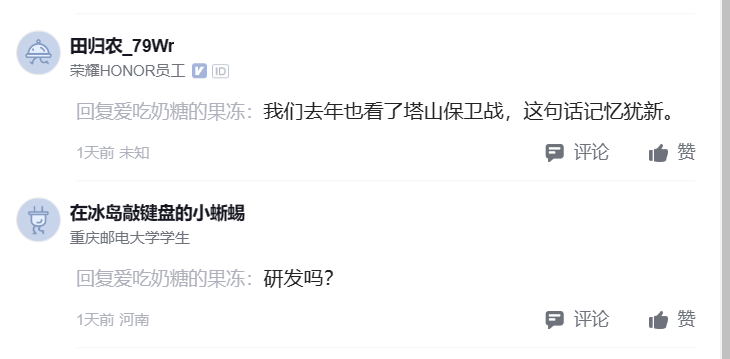 田归农_79Wr
荣耀HONOR员工 V ID
回复爱吃奶糖的果冻：我们去年也看了塔山保卫战，这句话记忆犹新。
1天前 未知 评论 赞
在冰岛敲键盘的小蜥蜴
重庆邮电大学学生
回复爱吃奶糖的果冻：研发吗？
1天前 河南 评论 赞